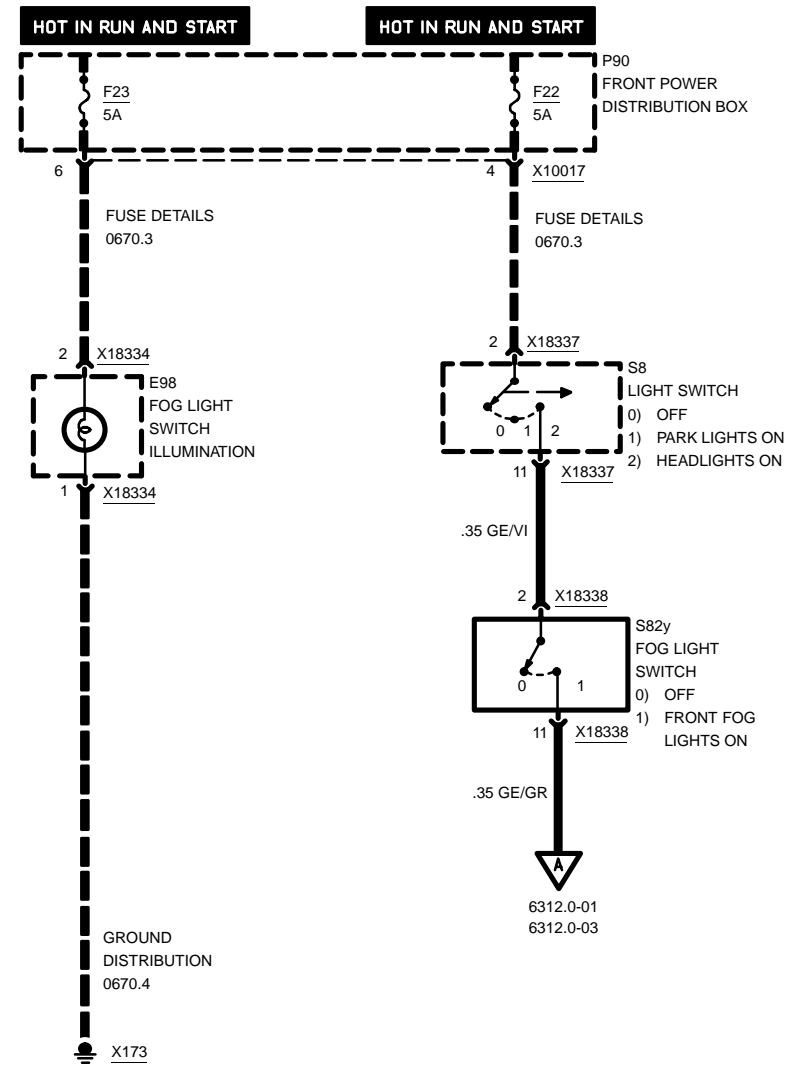 HOT IN RUN AND START
HOT IN RUN AND START
P90
FRONT POWER
DISTRIBUTION BOX
F23
5A
F22
5A
6
4
X10017
FUSE DETAILS
0670.3
FUSE DETAILS
0670.3
2
X18334
2
X18337
E98
FOG LIGHT
SWITCH
ILLUMINATION
S8
LIGHT SWITCH
0) OFF
1) PARK LIGHTS ON
2) HEADLIGHTS ON
0 1 2
1
X18334
11
X18337
.35 GE/VI
2
X18338
S82y
FOG LIGHT
SWITCH
0) OFF
1) FRONT FOG
LIGHTS ON
0 1
11
X18338
.35 GE/GR
A
6312.0-01
6312.0-03
GROUND
DISTRIBUTION
0670.4
X173